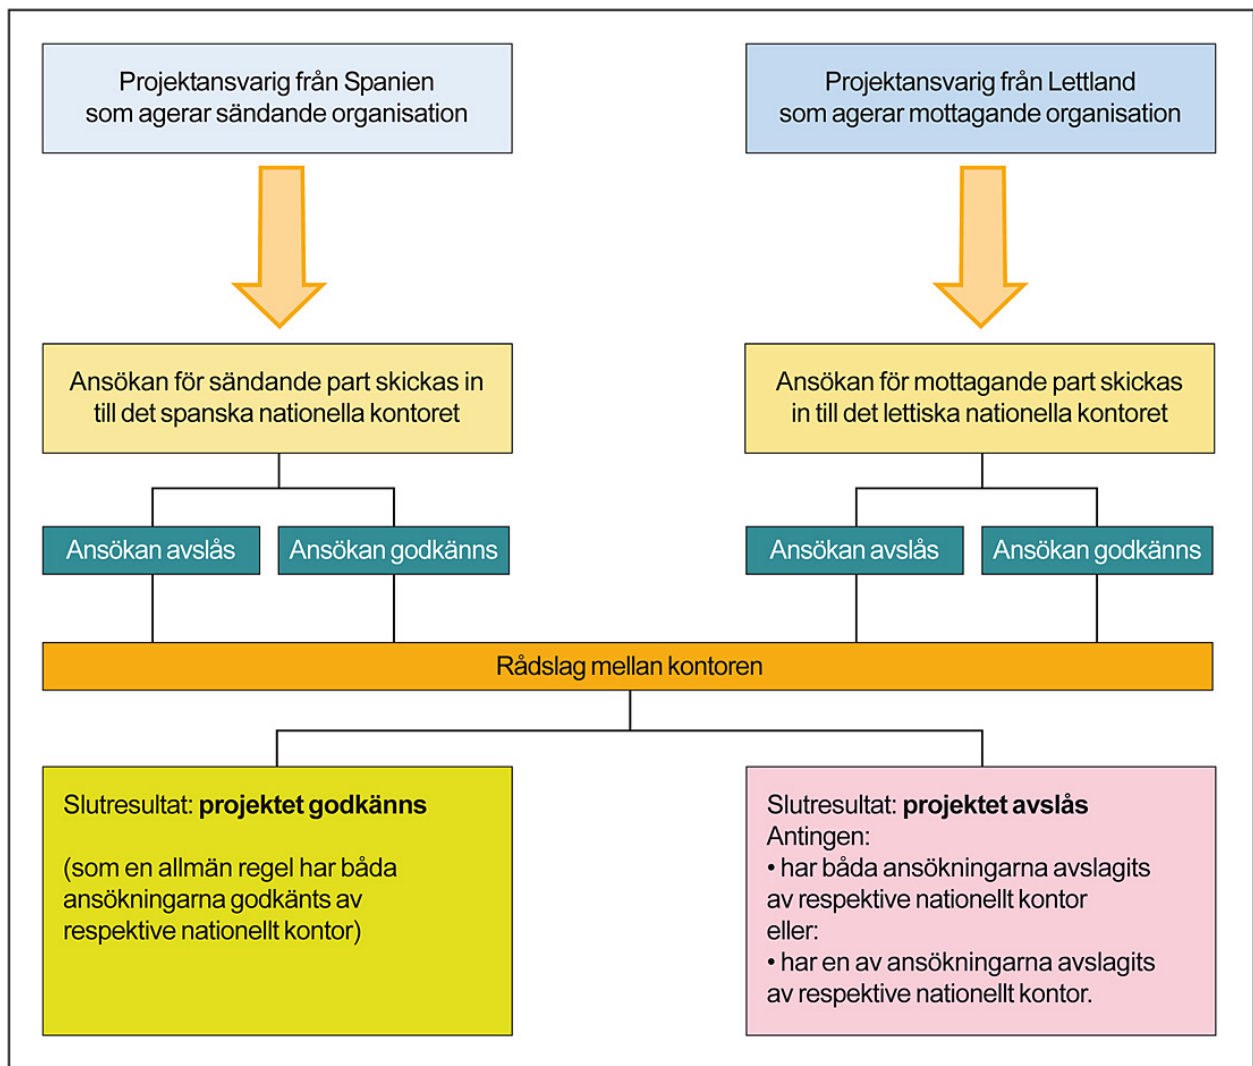 Projektansvarig från Spanien
som agerar sändande organisation
Projektansvarig från Lettland
som agerar mottagande organisation
Ansökan för sändande part skickas in
till det spanska nationella kontoret
Ansökan för mottagande part skickas
in till det lettiska nationella kontoret
Ansökan avslås
Ansökan godkänns
Ansökan avslås
Ansökan godkänns
Rådslag mellan kontoren
Slutresultat: projektet godkänns
(som en allmän regel har båda
ansökningarna godkänts av
respektive nationellt kontor)
Slutresultat: projektet avslås
Antingen:
• har båda ansökningarna avslagits
av respektive nationellt kontor
eller:
• har en av ansökningarna avslagits
av respektive nationellt kontor.